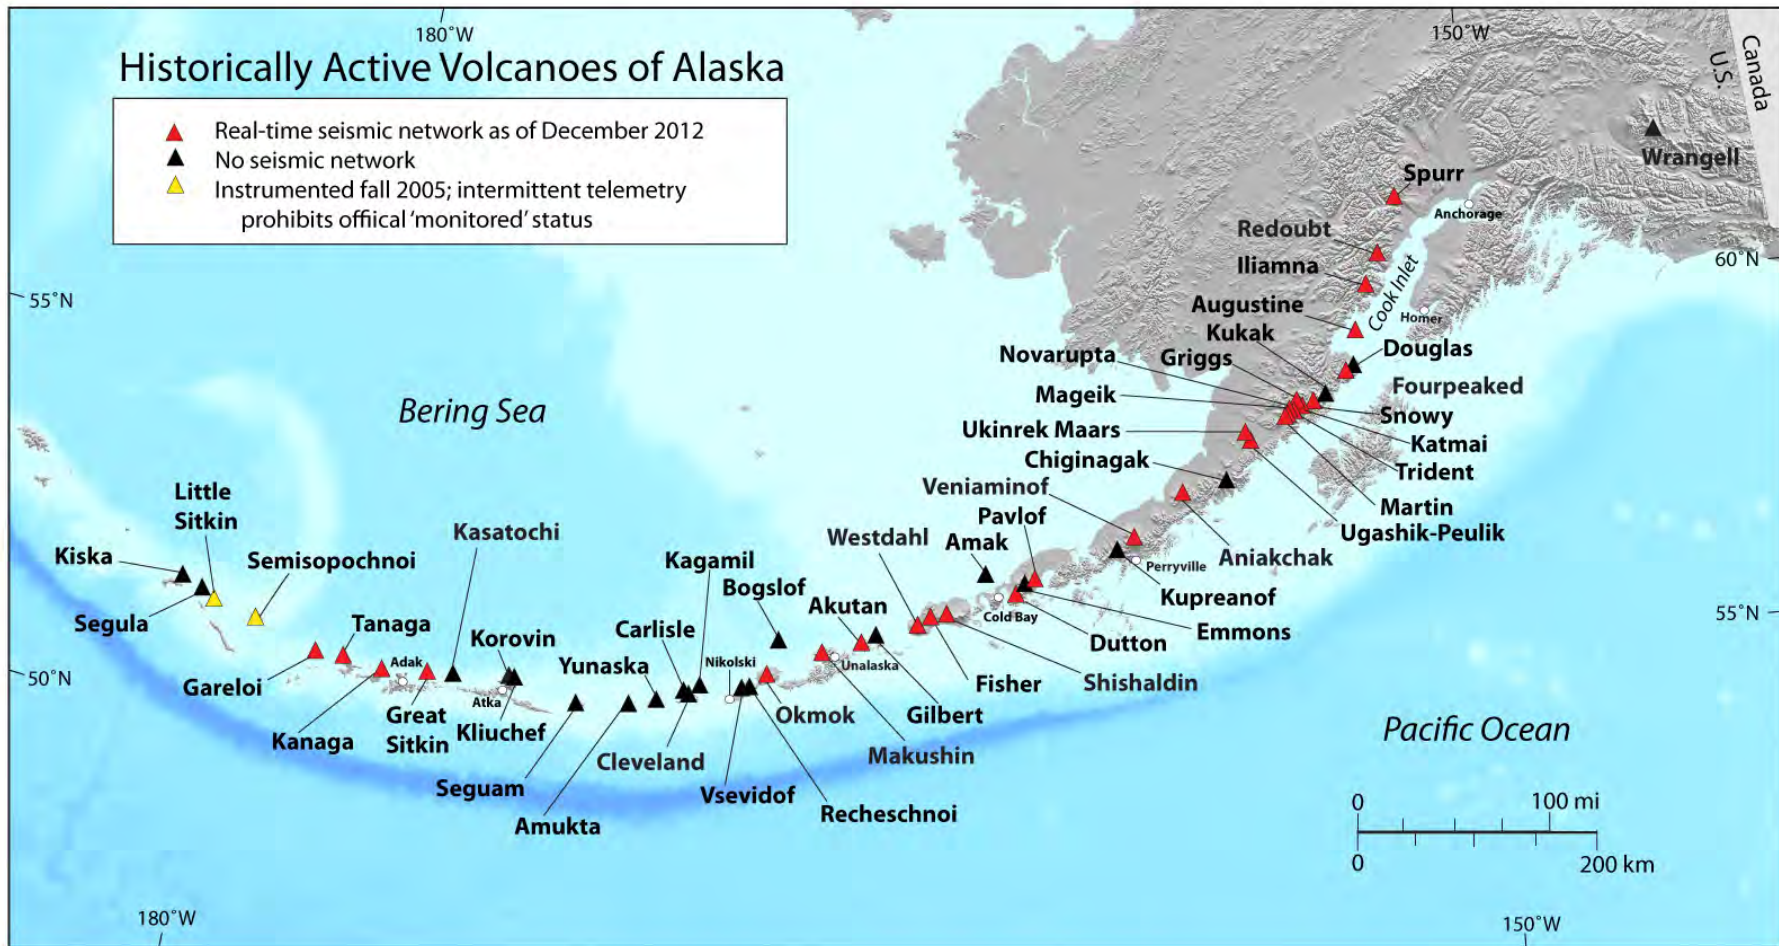 180˚W
150˚W
Canada
U.S.
Historically Active Volcanoes of Alaska
Real-time seismic network as of December 2012
No seismic network
Instrumented fall 2005; intermittent telemetry
prohibits offiical ‘monitored’ status
Wrangell
Spurr
Anchorage
Redoubt
60˚N
Iliamna
Cook Inlet
55˚N
Augustine
Homer
Kukak
Novarupta
Griggs
Douglas
Fourpeaked
Mageik
Bering Sea
Snowy
Ukinrek Maars
Katmai
Chiginagak
Trident
Veniaminof
Martin
Little
Sitkin
Pavlof
Ugashik-Peulik
Kasatochi
Westdahl
Amak
Kiska
Semisopochnoi
Kagamil
Aniakchak
Perryville
Bogslof
Kupreanof
Akutan
Cold Bay
55˚N
Segula
Tanaga
Korovin
Carlisle
Emmons
Dutton
Adak
Yunaska
Nikolski
Unalaska
50˚N
Gareloi
Atka
Fisher
Shishaldin
Great
Sitkin
Kliuchef
Okmok
Gilbert
Kanaga
Pacific Ocean
Cleveland
Makushin
Seguam
Vsevidof
Recheschnoi
Amukta
0
100 mi
0
200 km
180˚W
150˚W